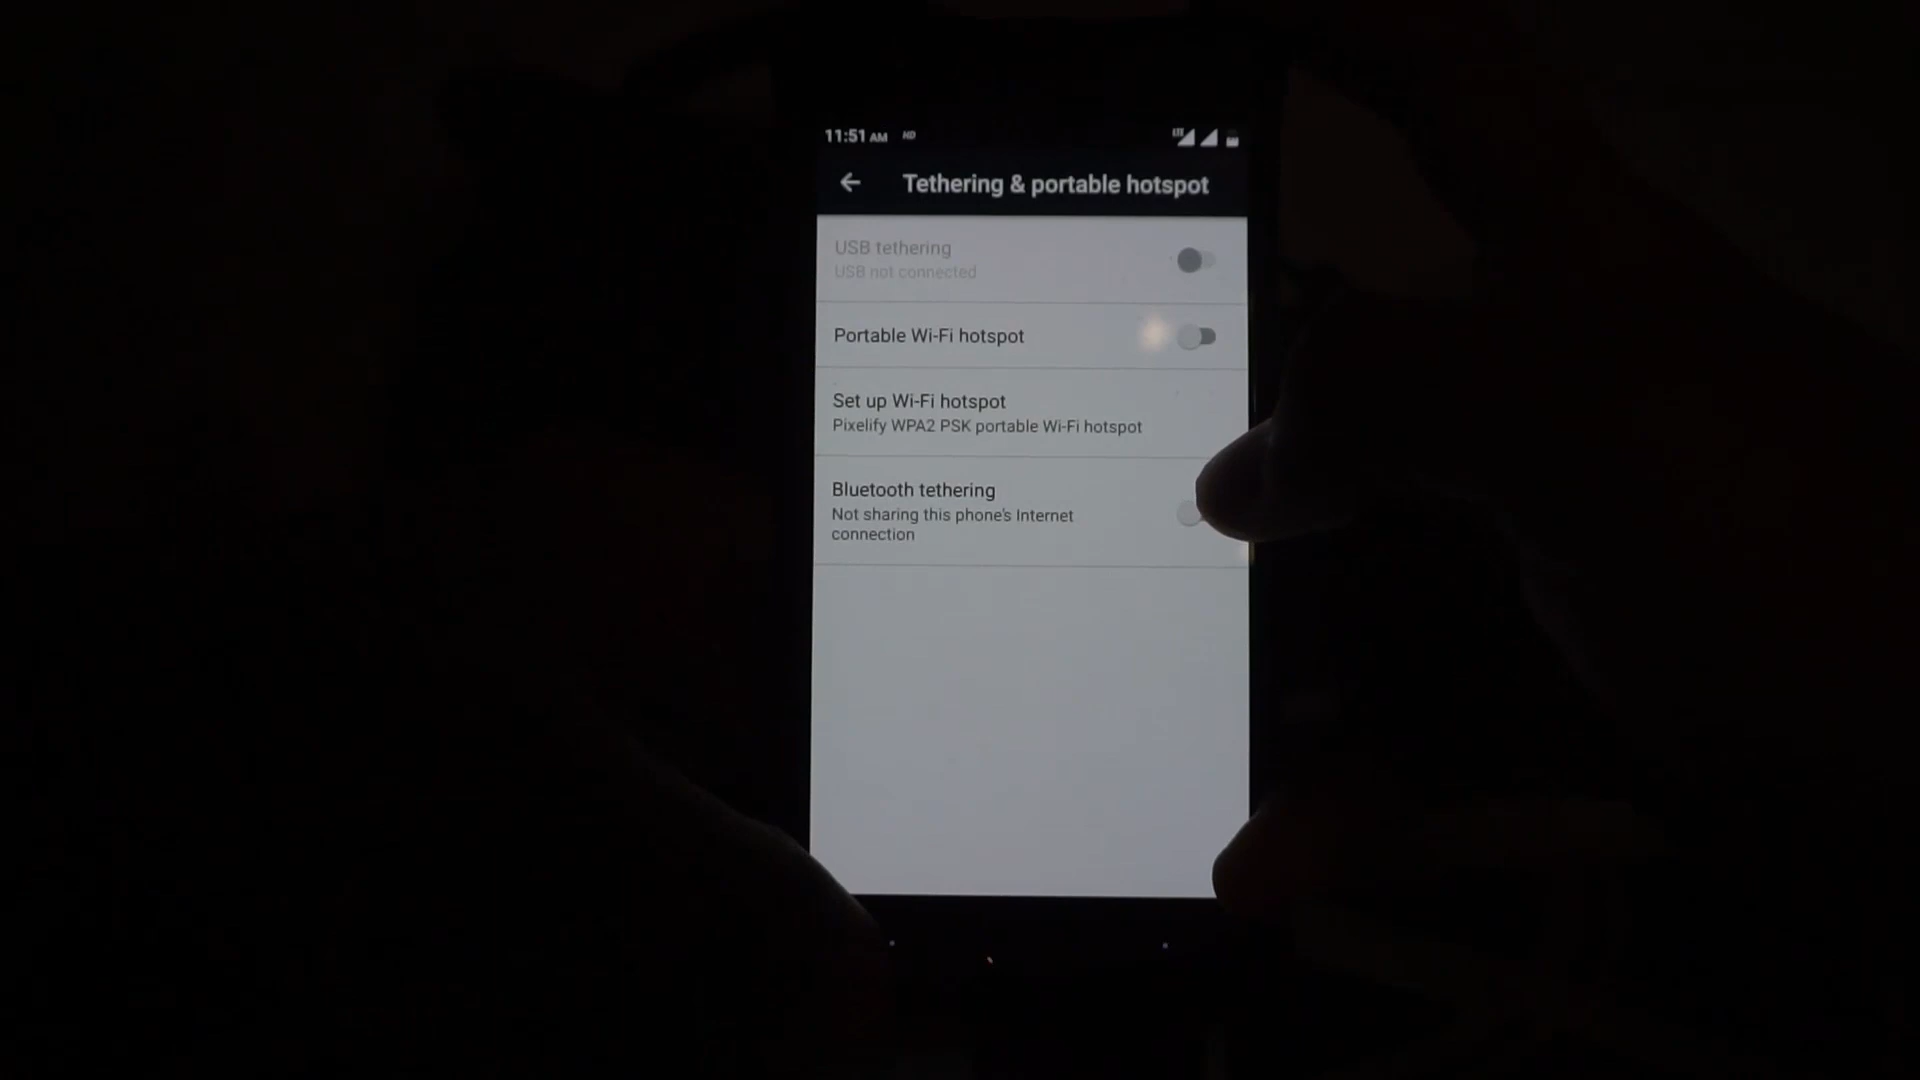 11:51 AM HD LTE
Tethering & portable hotspot
USB tethering
USB not connected
Portable Wi-Fi hotspot
Set up Wi-Fi hotspot
Pixelify WPA2 PSK portable Wi-Fi hotspot
Bluetooth tethering
Not sharing this phone's Internet
connection